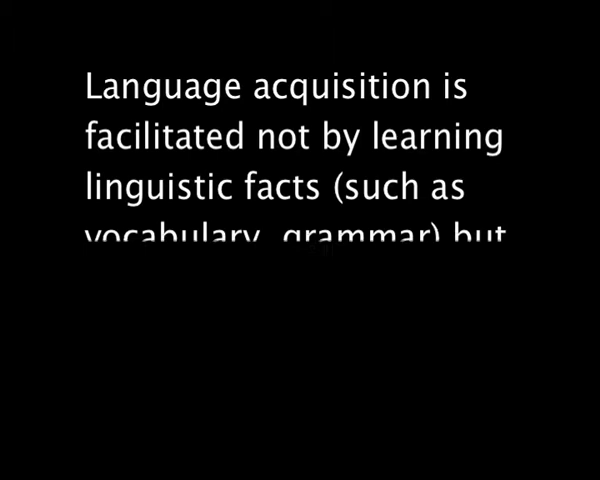 Language acquisition is
facilitated not by learning
linguistic facts (such as
vocabulary, grammar) but